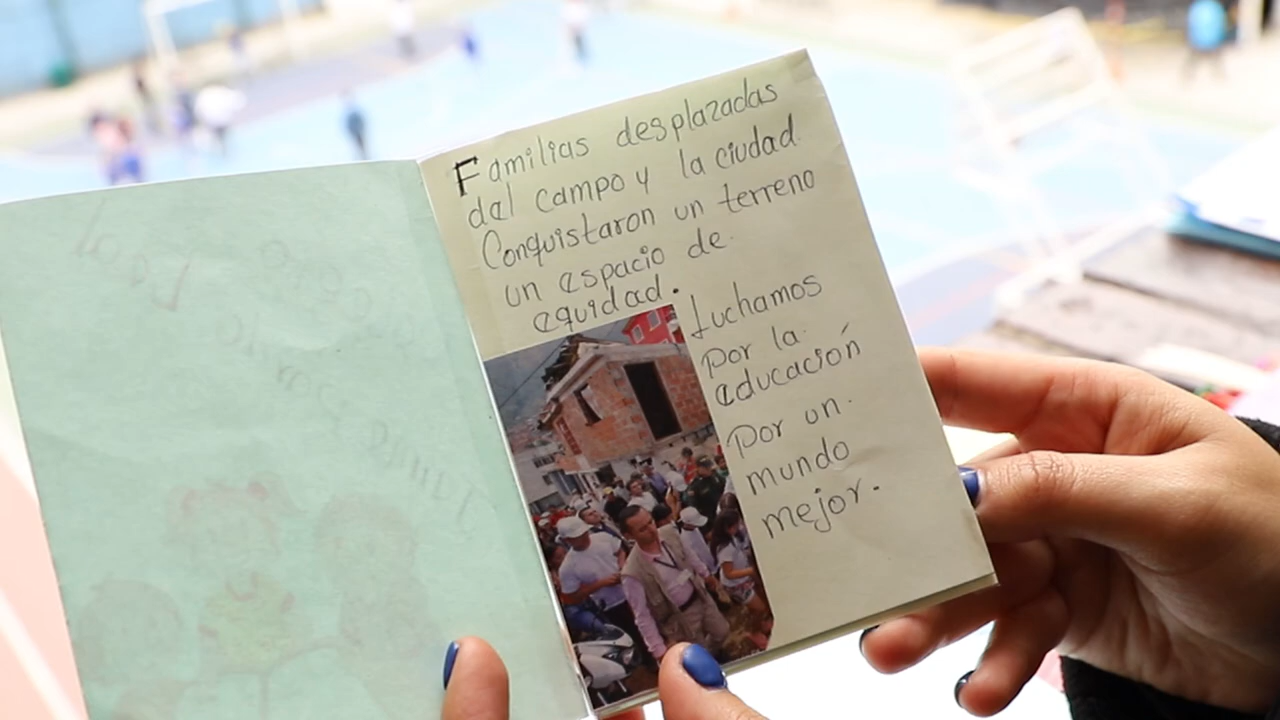 Familias desplazadas
del campo y la ciudad
Conquistaron un terreno
un espacio de
equidad.
Luchamos
por la
educación
Por un
mundo
mejor.